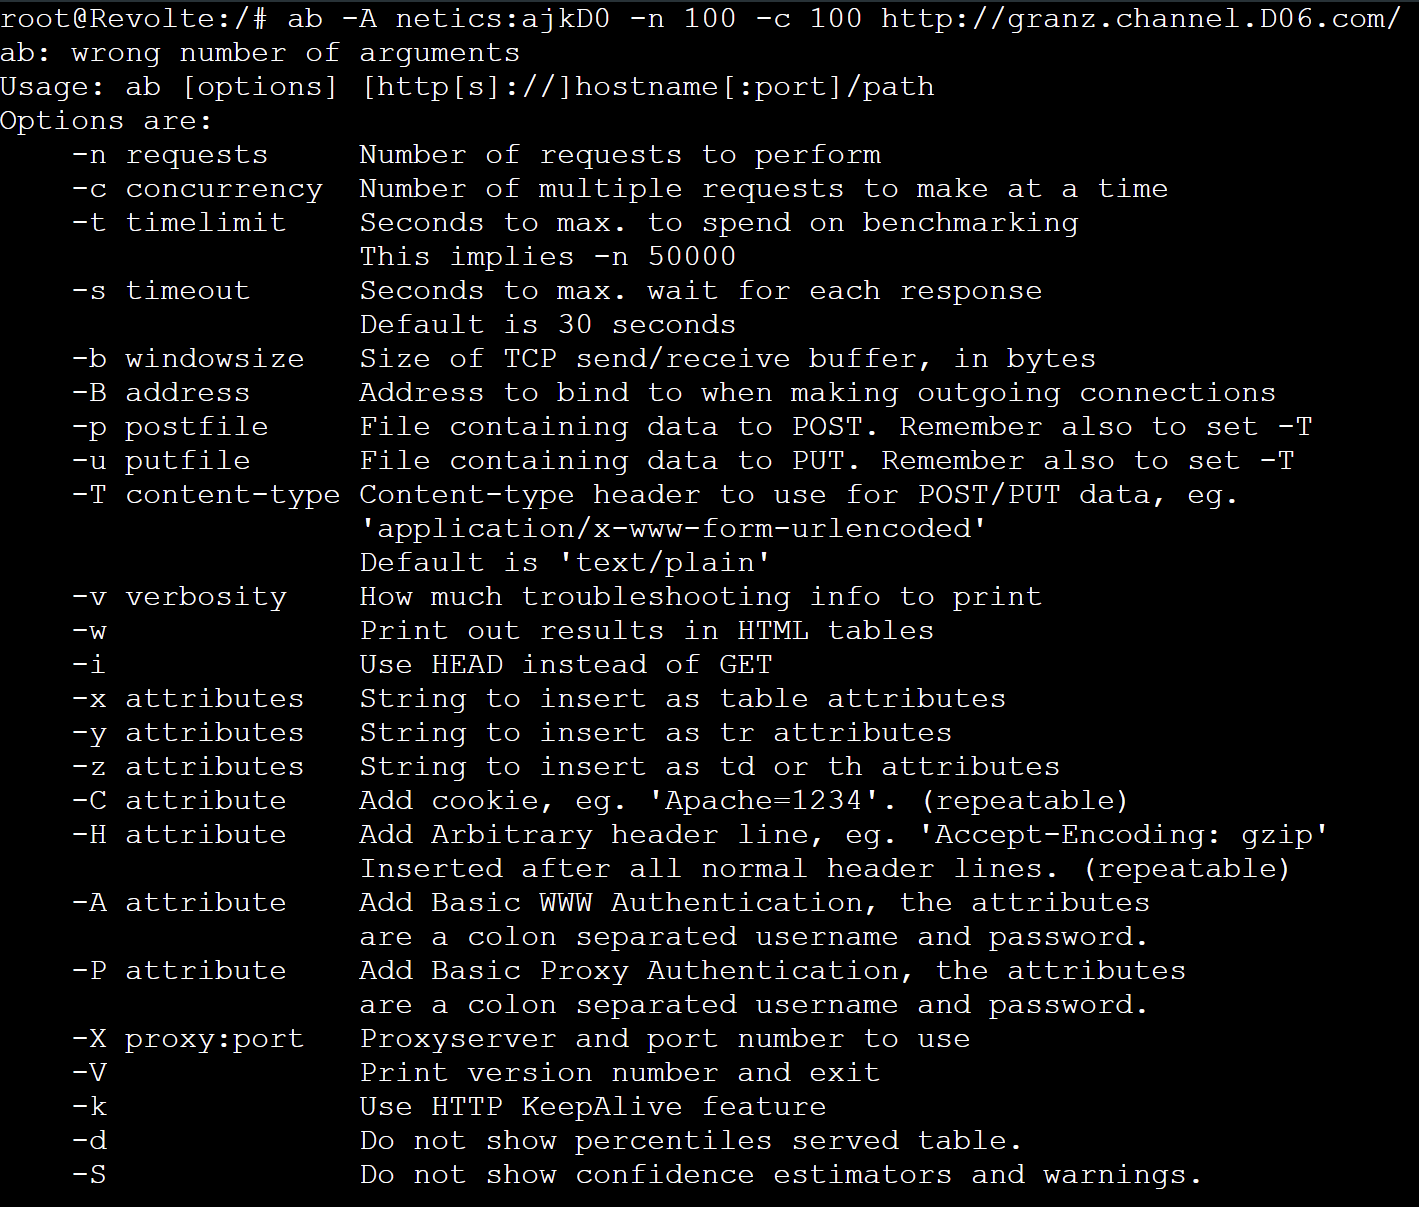 root@Revolte:/# ab -A netics:ajkD0 -n 100 -c 100 http://granz.channel.D06.com/
ab: wrong number of arguments
Usage: ab [options] [http[s]://]hostname[:port]/path
Options are:
    -n requests     Number of requests to perform
    -c concurrency  Number of multiple requests to make at a time
    -t timelimit    Seconds to max. to spend on benchmarking
                    This implies -n 50000
    -s timeout      Seconds to max. wait for each response
                    Default is 30 seconds
    -b windowsize   Size of TCP send/receive buffer, in bytes
    -B address      Address to bind to when making outgoing connections
    -p postfile     File containing data to POST. Remember also to set -T
    -u putfile      File containing data to PUT. Remember also to set -T
    -T content-type Content-type header to use for POST/PUT data, eg.
                    'application/x-www-form-urlencoded'
                    Default is 'text/plain'
    -v verbosity    How much troubleshooting info to print
    -w              Print out results in HTML tables
    -i              Use HEAD instead of GET
    -x attributes   String to insert as table attributes
    -y attributes   String to insert as tr attributes
    -z attributes   String to insert as td or th attributes
    -C attribute    Add cookie, eg. 'Apache=1234'. (repeatable)
    -H attribute    Add Arbitrary header line, eg. 'Accept-Encoding: gzip'
                    Inserted after all normal header lines. (repeatable)
    -A attribute    Add Basic WWW Authentication, the attributes
                    are a colon separated username and password.
    -P attribute    Add Basic Proxy Authentication, the attributes
                    are a colon separated username and password.
    -X proxy:port   Proxyserver and port number to use
    -V              Print version number and exit
    -k              Use HTTP KeepAlive feature
    -d              Do not show percentiles served table.
    -S              Do not show confidence estimators and warnings.